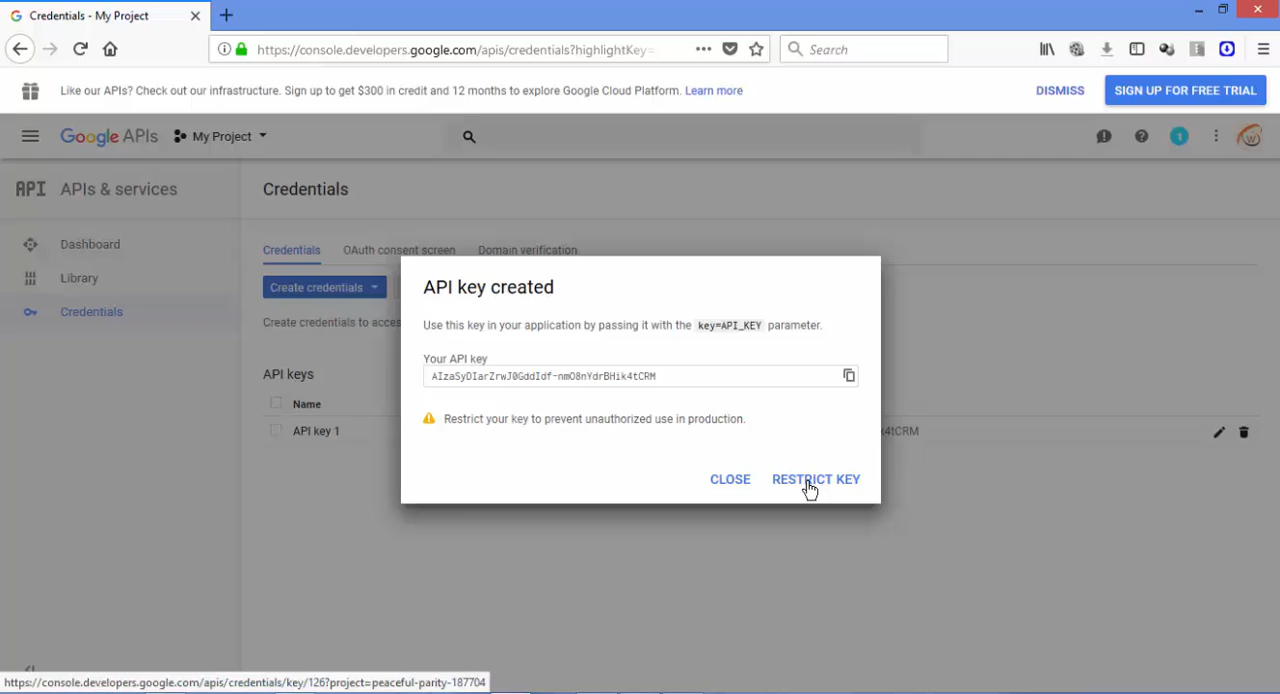 Credentials - My Project
https://console.developers.google.com/apis/credentials?highlightKey=
Search
Like our APIs? Check out our infrastructure. Sign up to get $300 in credit and 12 months to explore Google Cloud Platform. Learn more
DISMISS
SIGN UP FOR FREE TRIAL
Google APIs
My Project
1
API APIs & services
Credentials
Dashboard
Library
Credentials
Credentials
OAuth consent screen
Domain verification
Create credentials
Create credentials to acces
API keys
Name
API key 1
4tCRM
API key created
Use this key in your application by passing it with the key=API_KEY parameter.
Your API key
AIzaSyDIarZrwJ0GddIdf-nmO8nYdrBHik4tCRM
Restrict your key to prevent unauthorized use in production.
CLOSE
RESTRICT KEY
https://console.developers.google.com/apis/credentials/key/126?project=peaceful-parity-187704